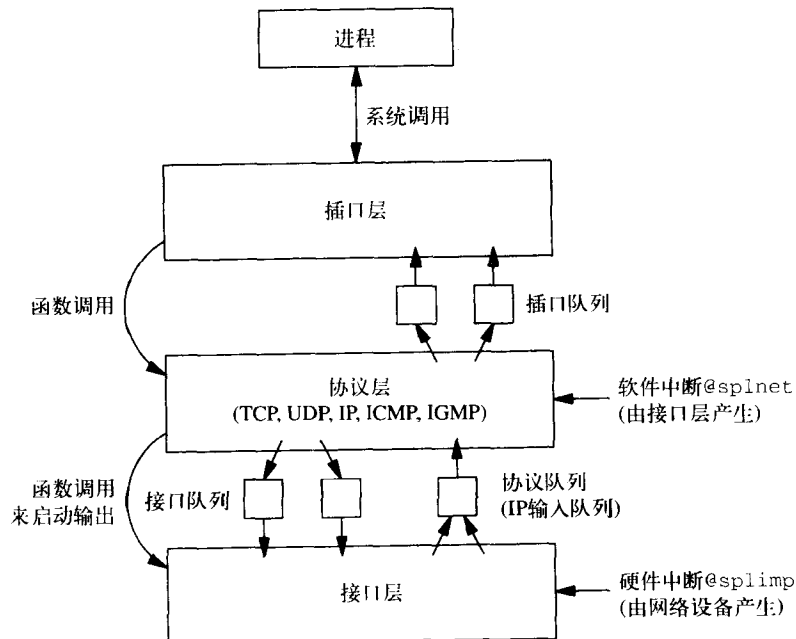 进程
系统调用
插口层
函数调用
插口队列
协议层
(TCP, UDP, IP, ICMP, IGMP)
软件中断@splnet
(由接口层产生)
函数调用
来启动输出
接口队列
协议队列
(IP输入队列)
接口层
硬件中断@splimp
(由网络设备产生)